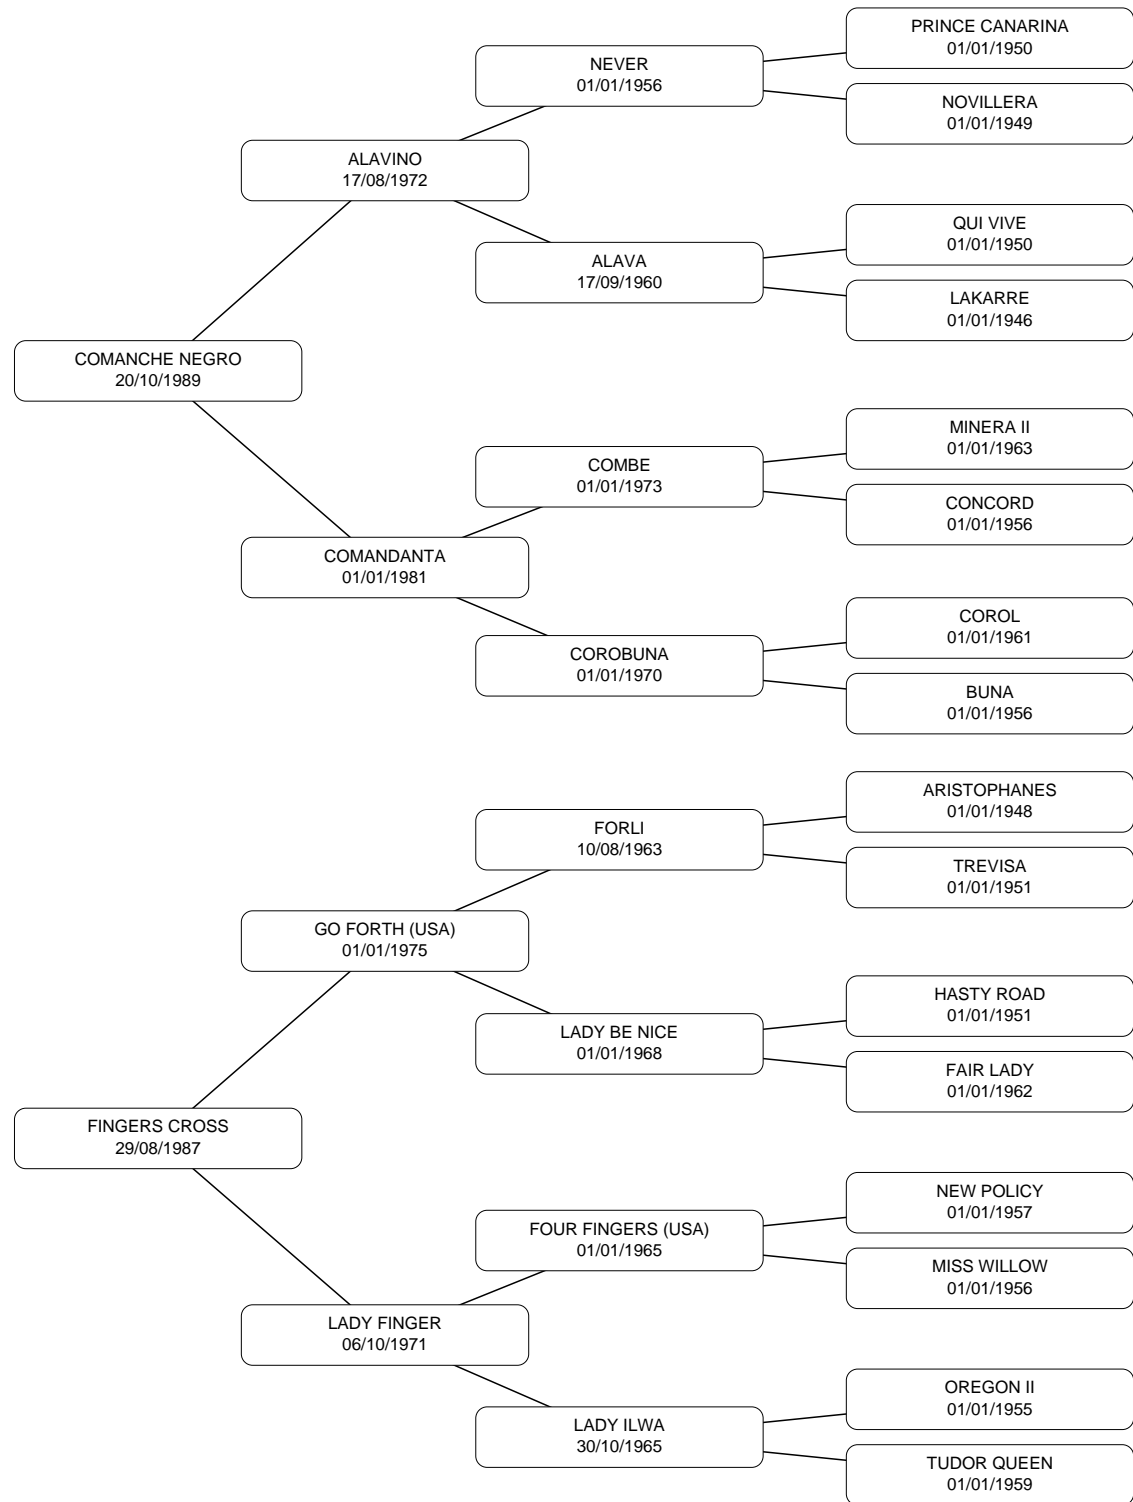 PRINCE CANARINA
01/01/1950
NEVER
01/01/1956
NOVILLERA
01/01/1949
ALAVINO
17/08/1972
QUI VIVE
01/01/1950
ALAVA
17/09/1960
LAKARRE
01/01/1946
COMANCHE NEGRO
20/10/1989
MINERA II
01/01/1963
COMBE
01/01/1973
CONCORD
01/01/1956
COMANDANTA
01/01/1981
COROL
01/01/1961
COROBUNA
01/01/1970
BUNA
01/01/1956
ARISTOPHANES
01/01/1948
FORLI
10/08/1963
TREVISA
01/01/1951
GO FORTH (USA)
01/01/1975
HASTY ROAD
01/01/1951
LADY BE NICE
01/01/1968
FAIR LADY
01/01/1962
FINGERS CROSS
29/08/1987
NEW POLICY
01/01/1957
FOUR FINGERS (USA)
01/01/1965
MISS WILLOW
01/01/1956
LADY FINGER
06/10/1971
OREGON II
01/01/1955
LADY ILWA
30/10/1965
TUDOR QUEEN
01/01/1959